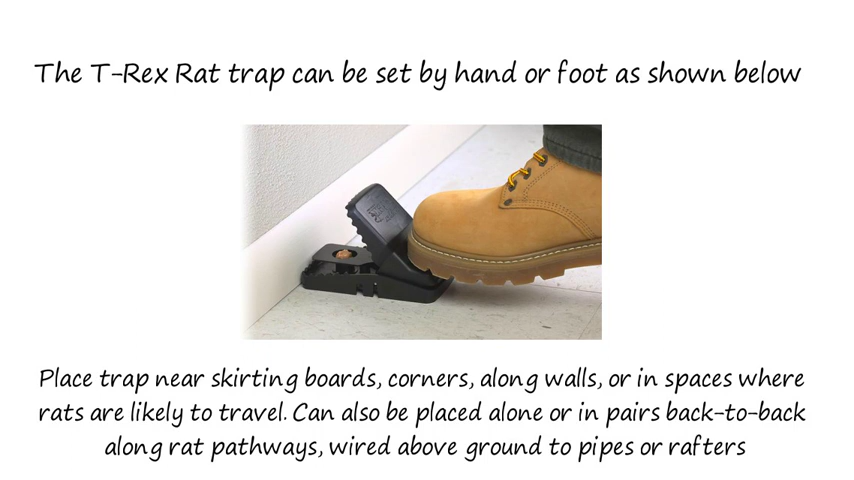 The T-Rex Rat trap can be set by hand or foot as shown below
Place trap near skirting boards, corners, along walls, or in spaces where
rats are likely to travel. Can also be placed alone or in pairs back-to-back
along rat pathways, wired above ground to pipes or rafters